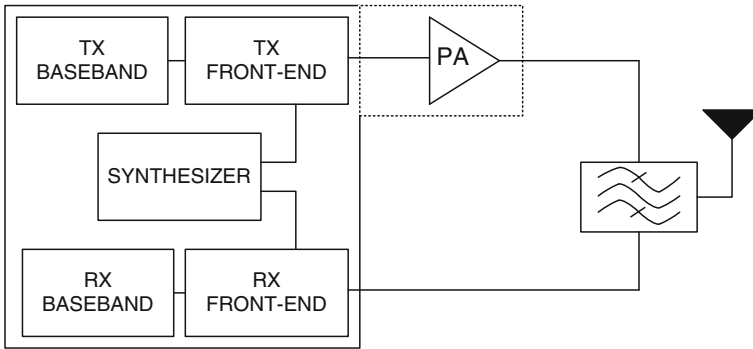 TX
BASEBAND
TX
FRONT-END
PA
SYNTHESIZER
RX
BASEBAND
RX
FRONT-END